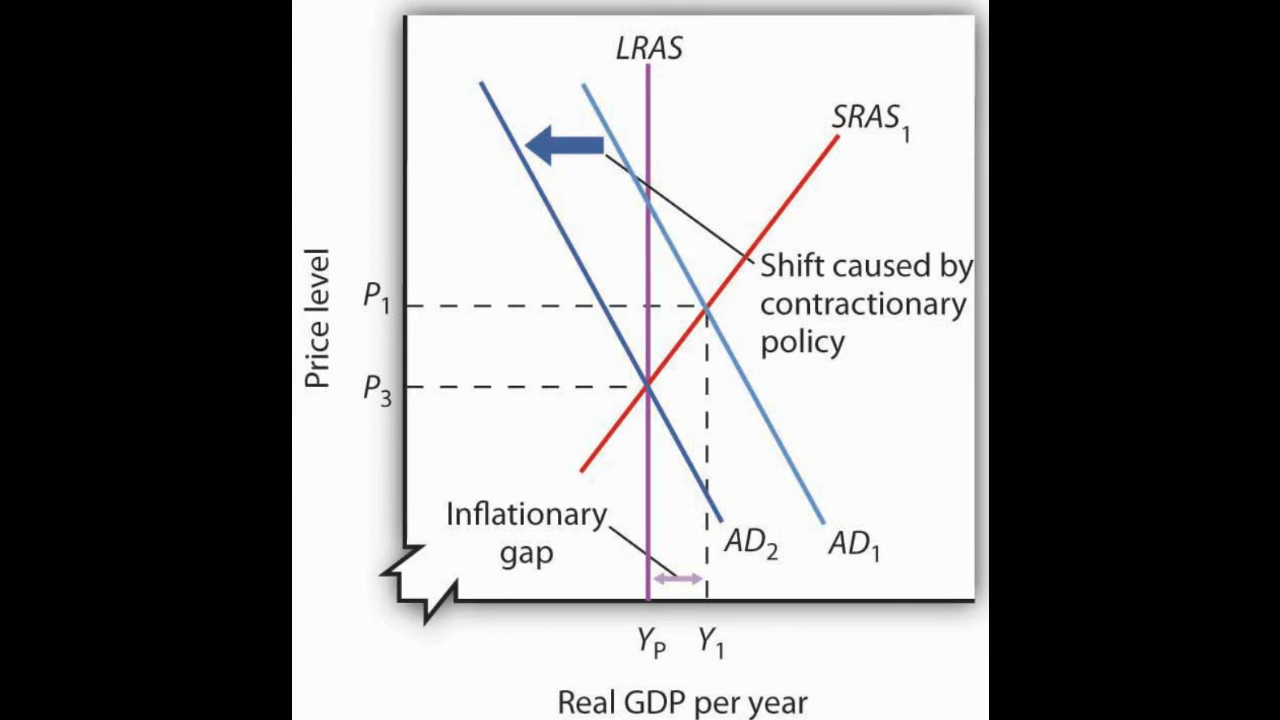 LRAS
SRAS1
Shift caused by
contractionary
policy
Price level
P1
P3
Inflationary
gap
AD2
AD1
YP
Y1
Real GDP per year